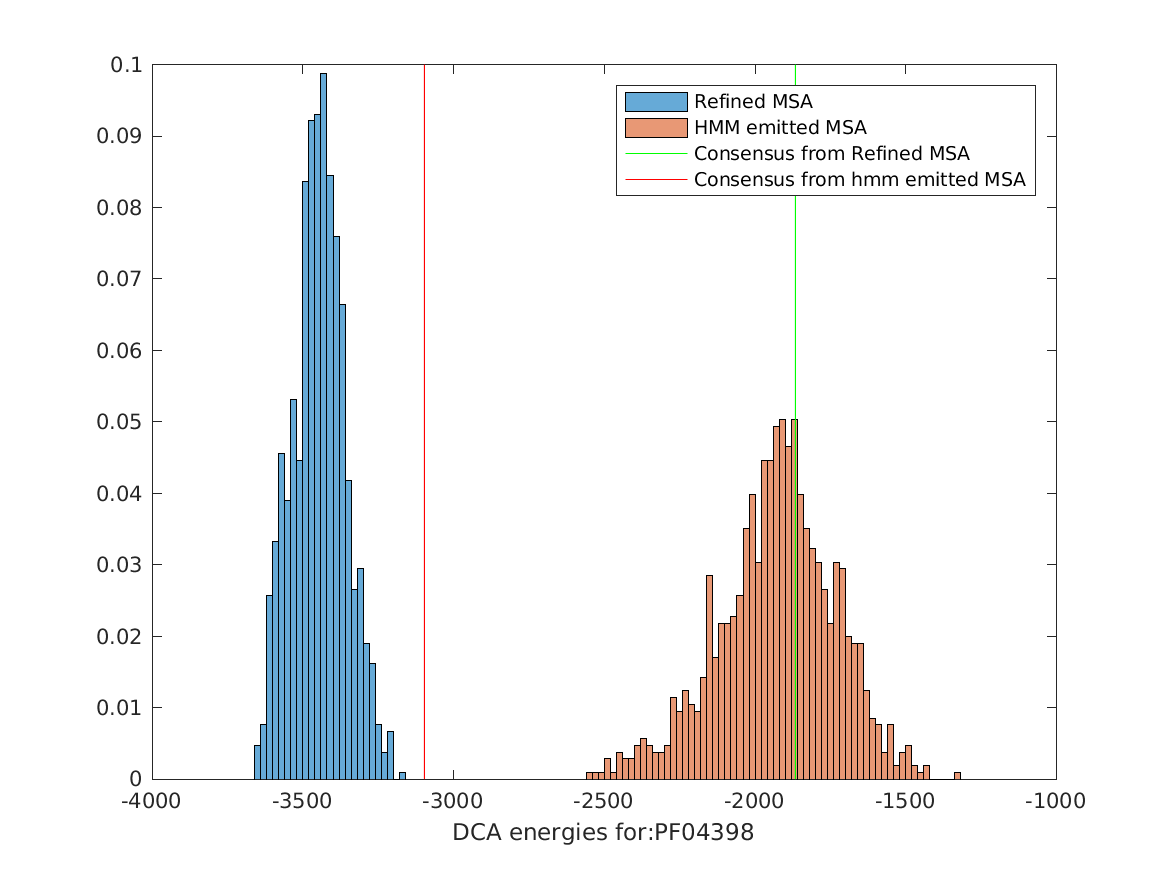 0.1
0.09
0.08
0.07
0.06
0.05
0.04
0.03
0.02
0.01
0
Refined MSA
HMM emitted MSA
Consensus from Refined MSA
Consensus from hmm emitted MSA
-4000 -3500 -3000 -2500 -2000 -1500 -1000
DCA energies for:PF04398